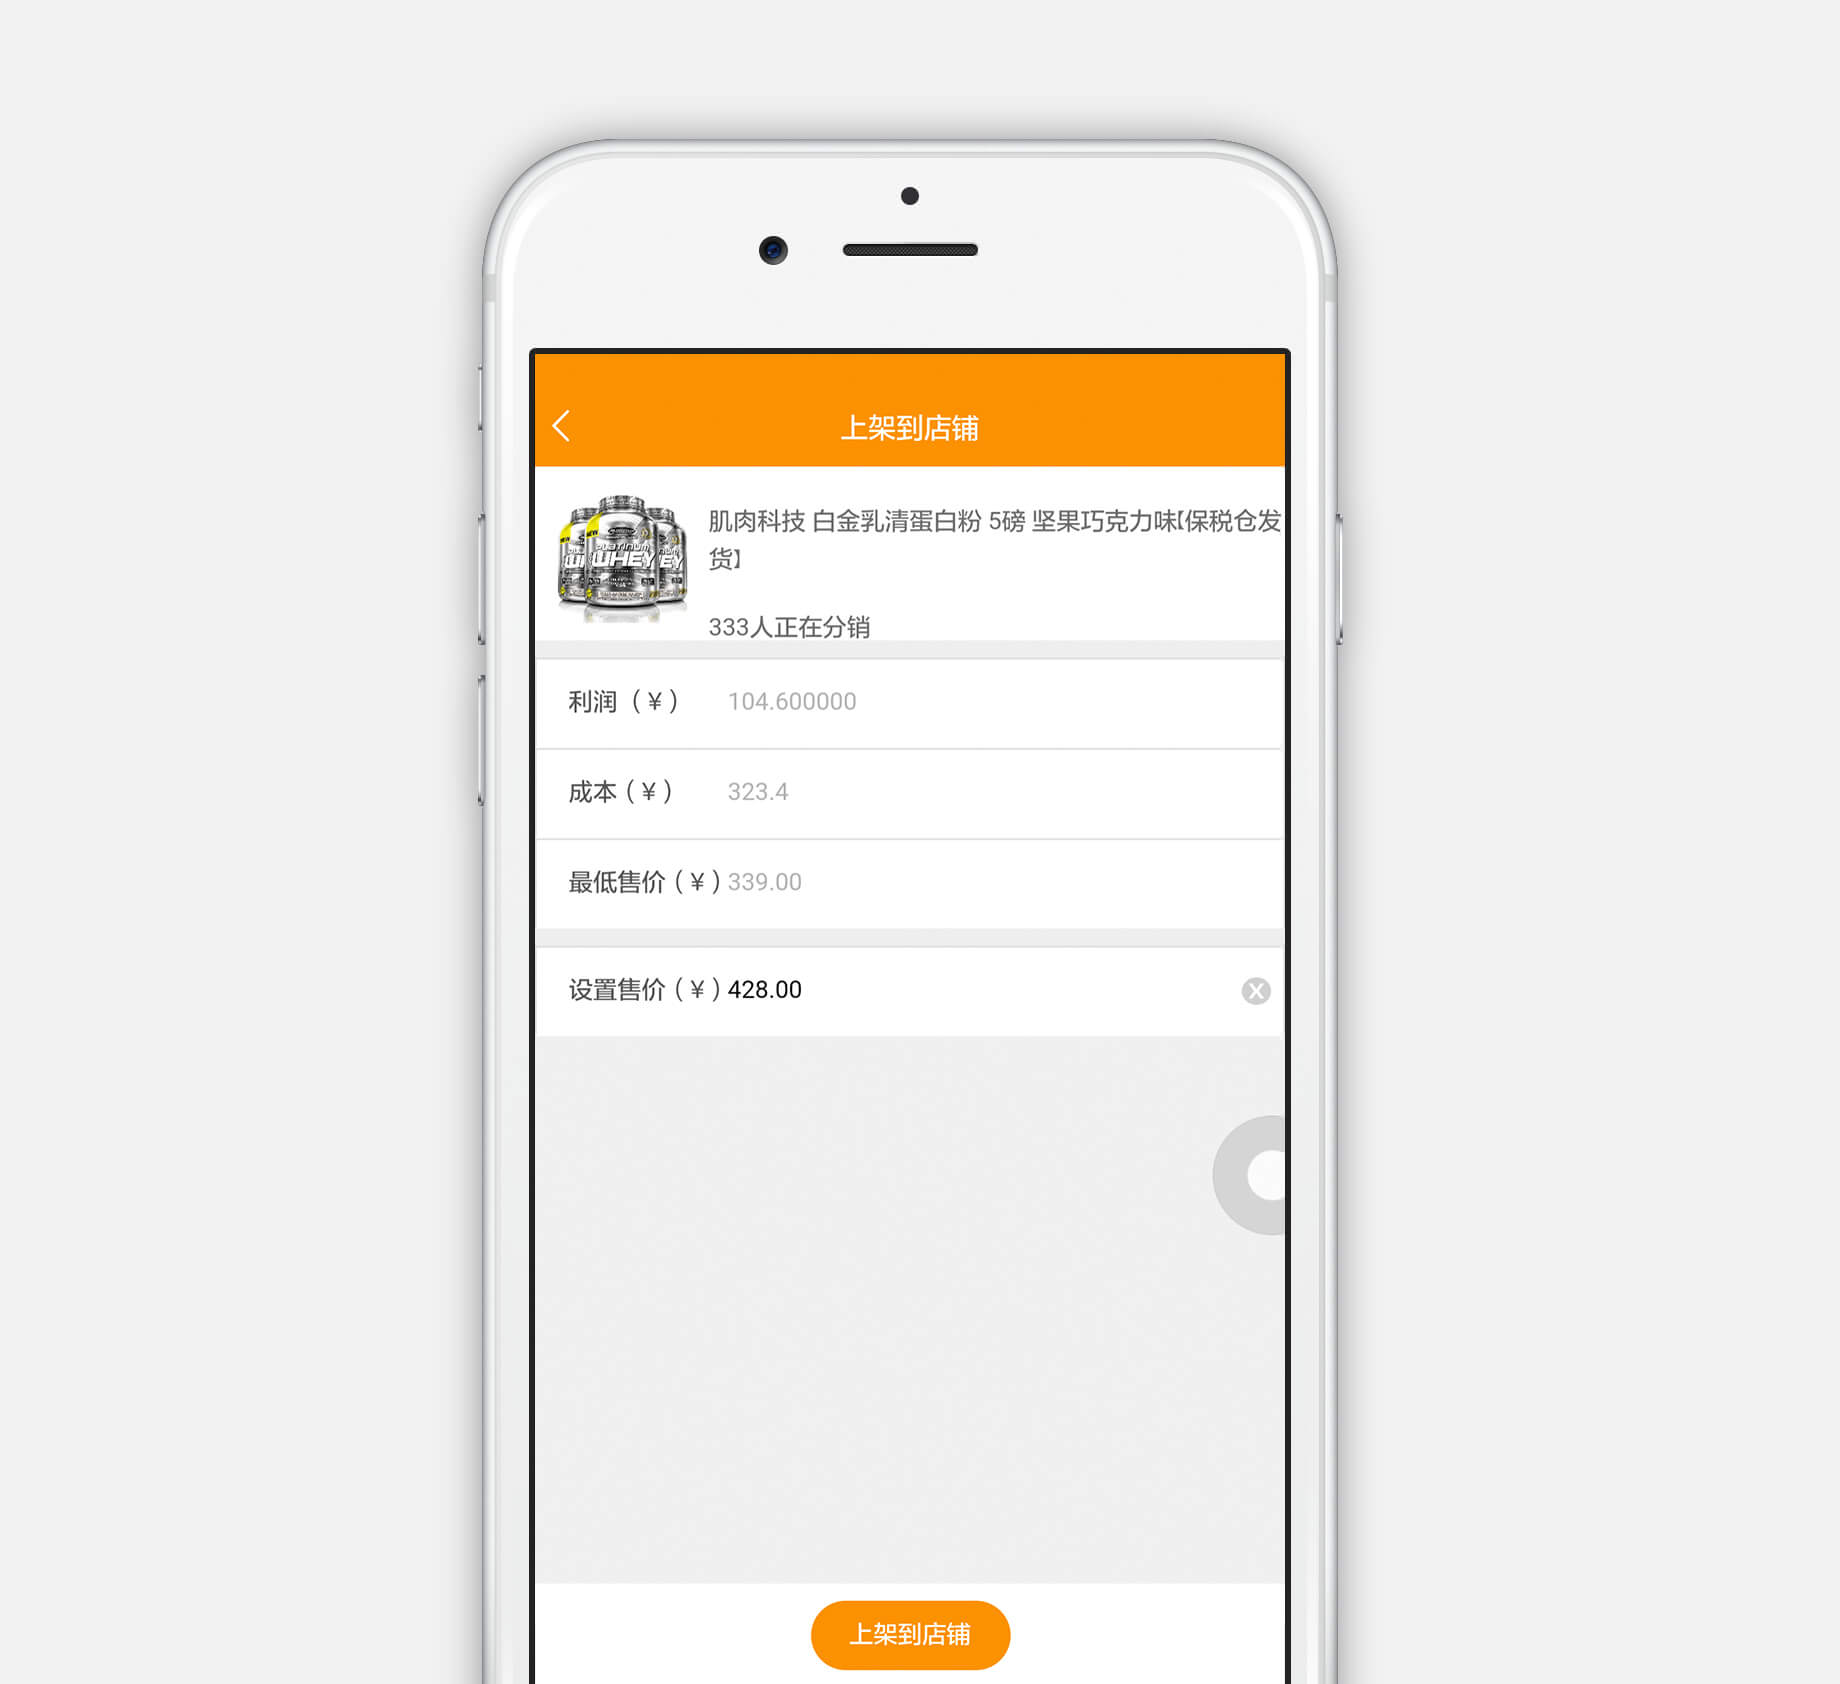 上架到店铺
肌肉科技 白金乳清蛋白粉 5磅 坚果巧克力味【保税仓发
货】
NEW
PLATINUM
WHEY
333人正在分销
利润（¥） 104.600000
成本（¥） 323.4
最低售价（¥）339.00
设置售价（¥）428.00
上架到店铺